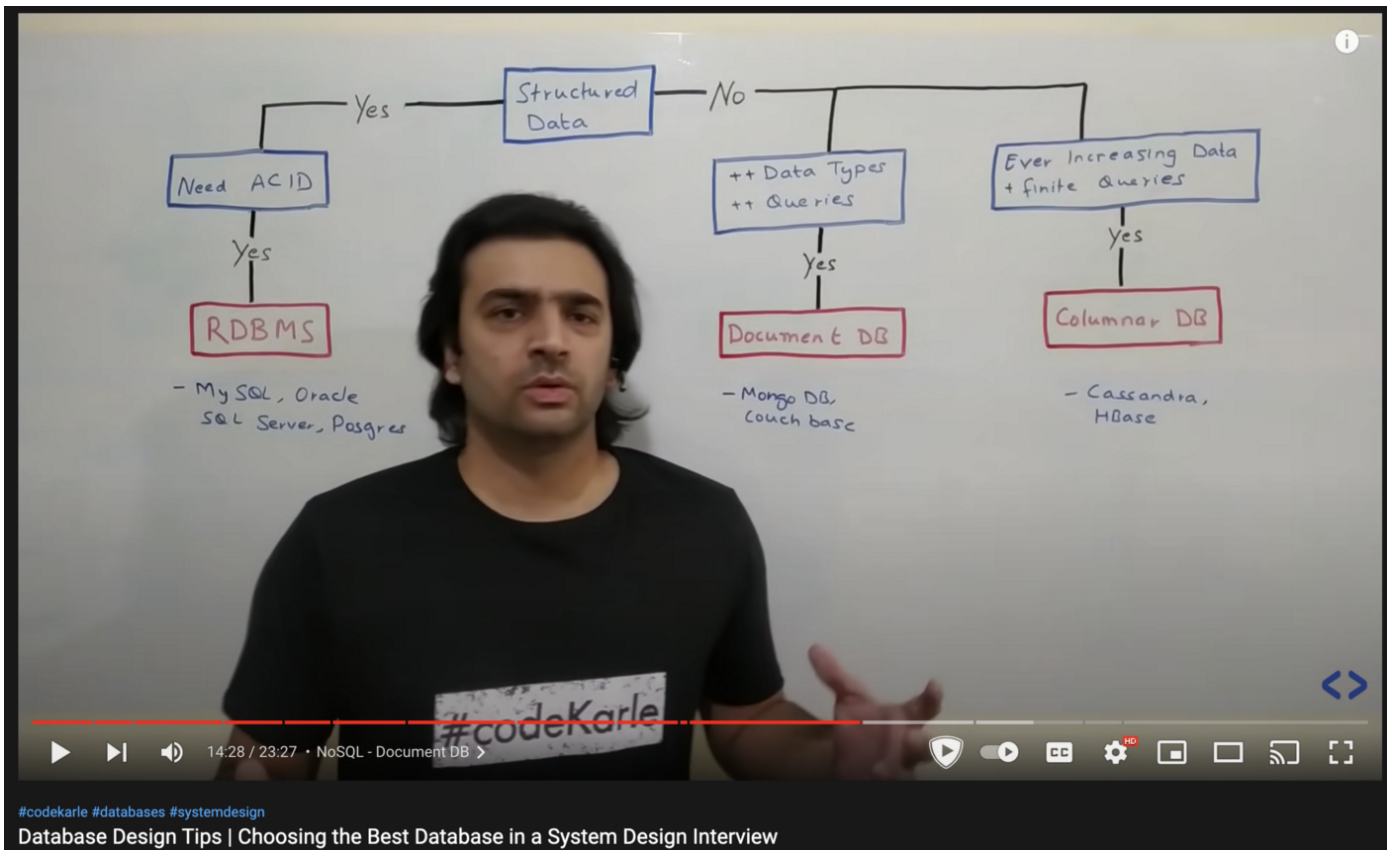 Structured
Data
Yes
No
Need ACID
++ Data Types
++ Queries
Ever Increasing Data
+ finite Queries
Yes
Yes
Yes
RDBMS
Document DB
Columnar DB
- My SQL, Oracle
SQL Server, Posgres
- Mongo DB,
Couch base
- Cassandra,
HBase
#codeKarle
<>
14:28 / 23:27 • NoSQL - Document DB
CC
HD
#codekarle #databases #systemdesign
Database Design Tips | Choosing the Best Database in a System Design Interview